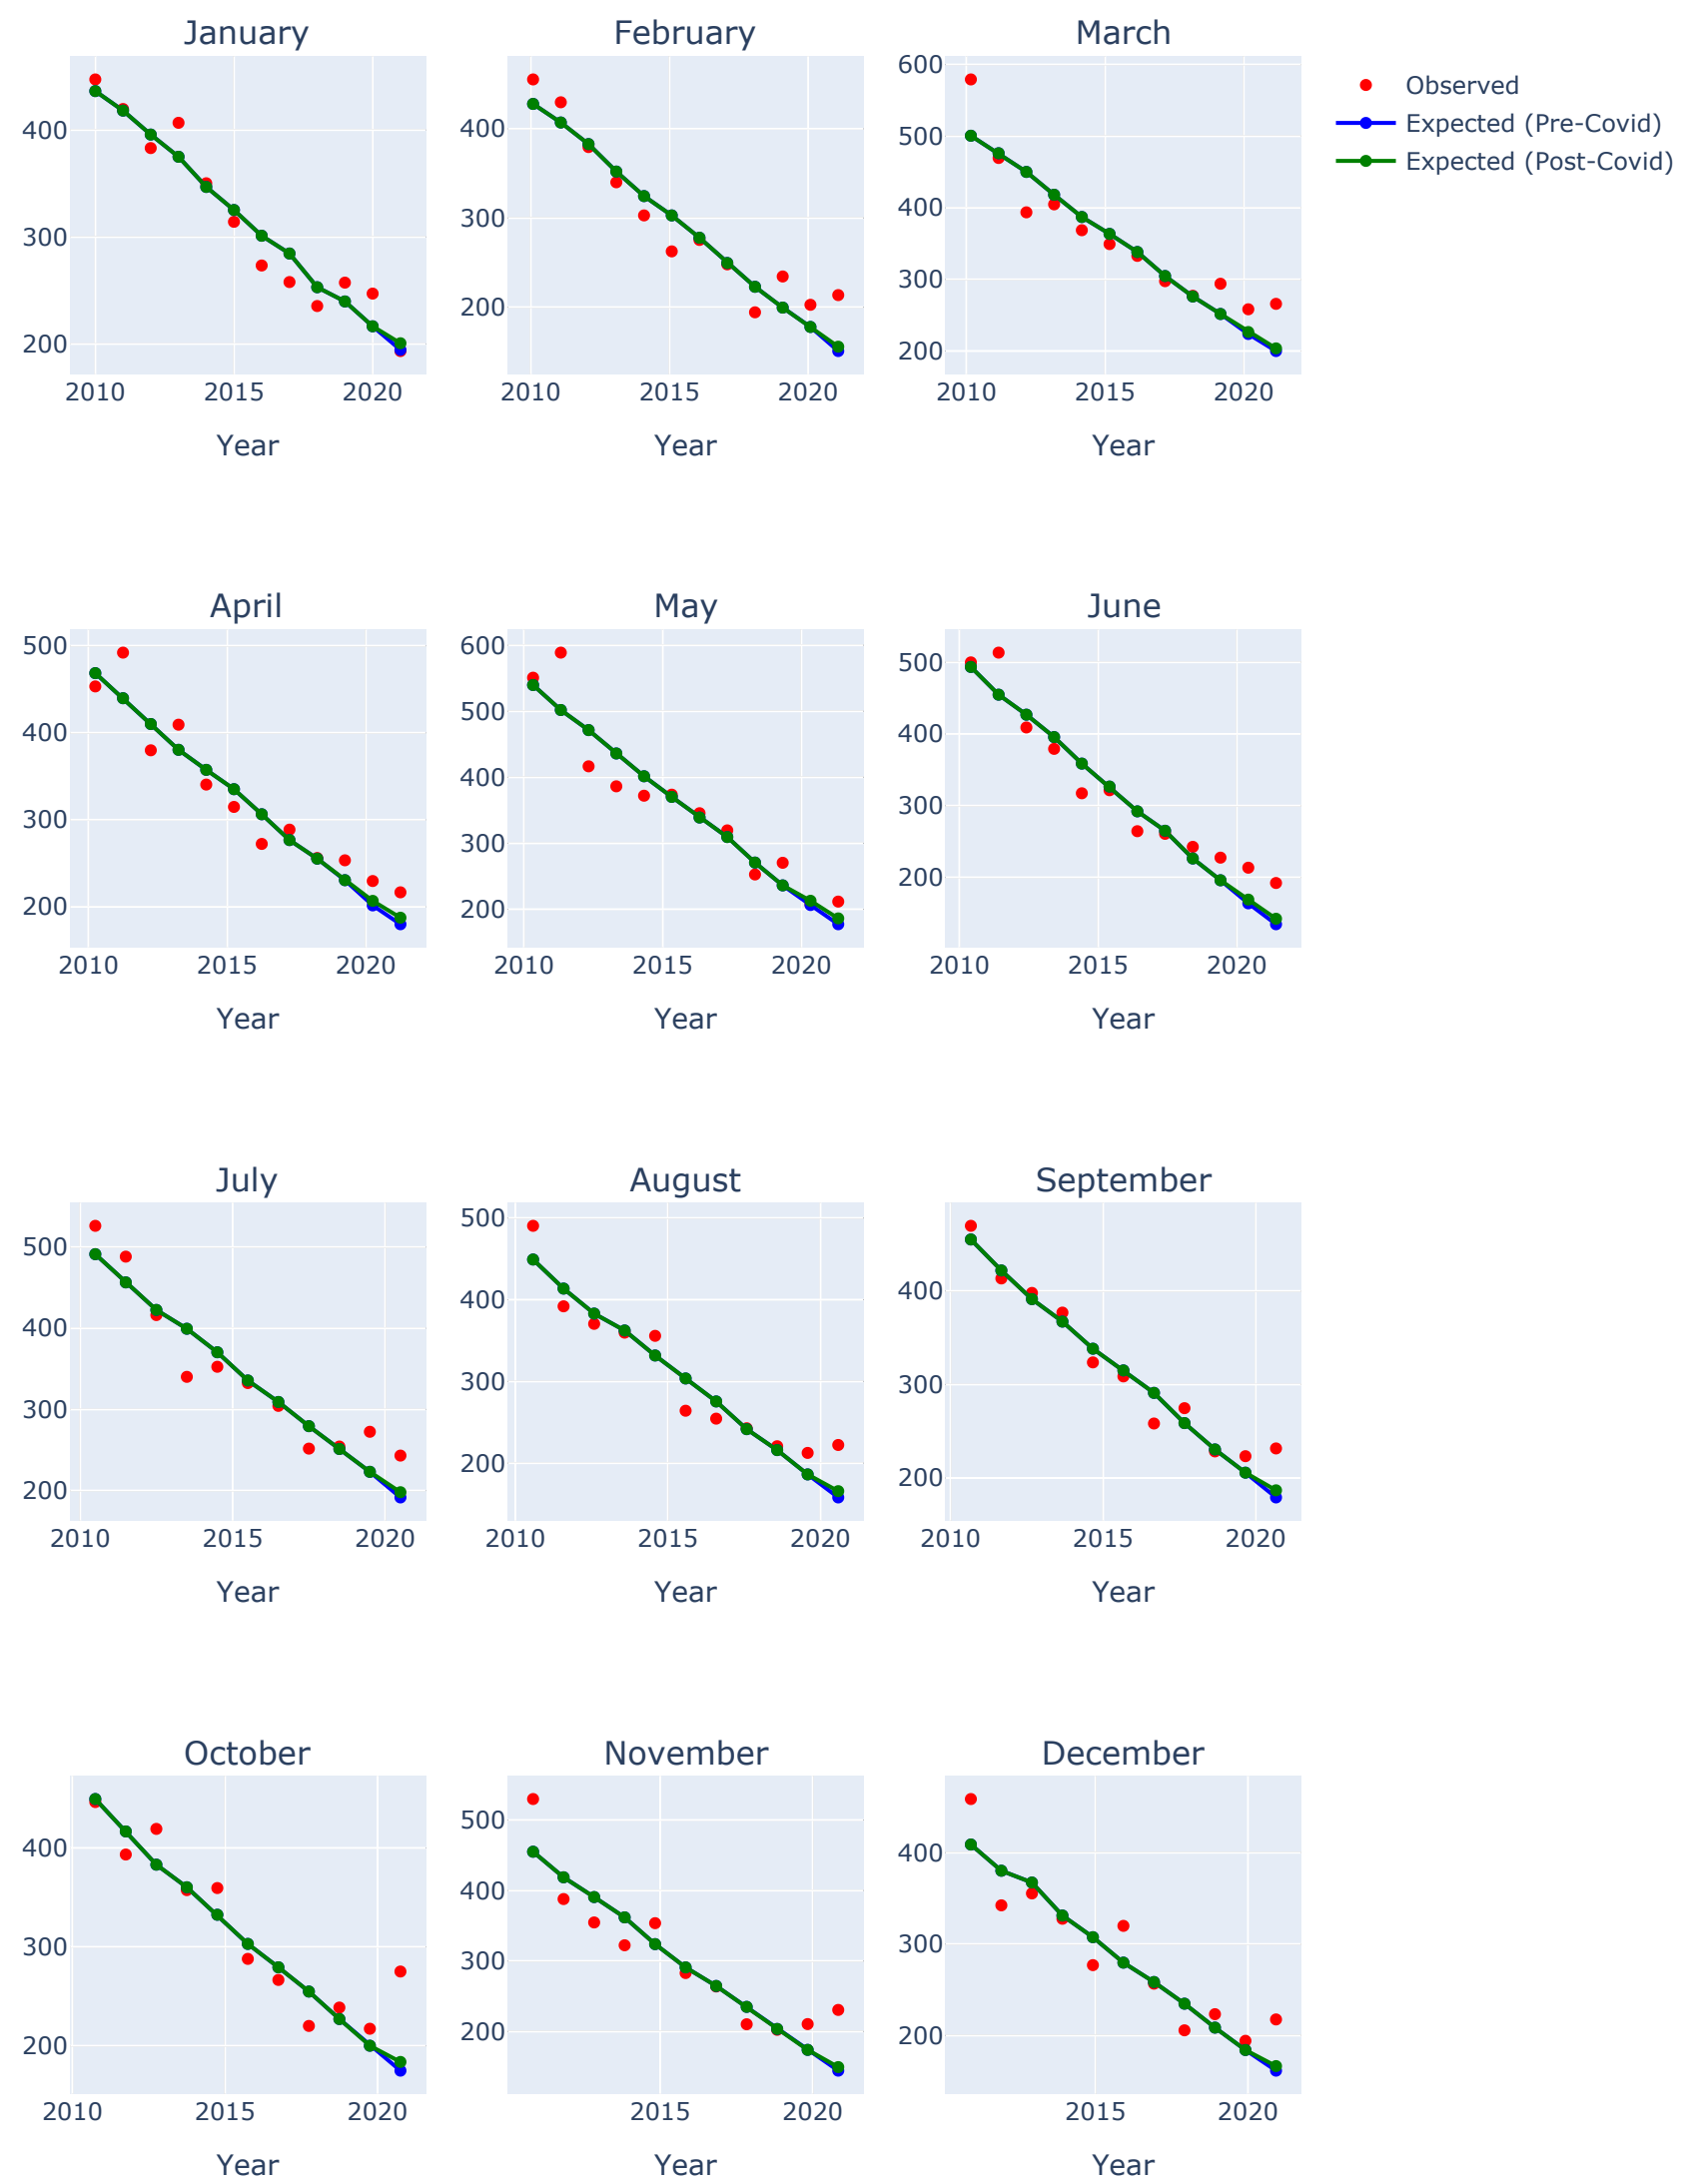 January
February
March
400
300
200
2010 2015 2020
Year
400
300
200
2010 2015 2020
Year
600
500
400
300
200
2010 2015 2020
Year
Observed
Expected (Pre-Covid)
Expected (Post-Covid)
April
May
June
500
400
300
200
2010 2015 2020
Year
600
500
400
300
200
2010 2015 2020
Year
500
400
300
200
2010 2015 2020
Year
July
August
September
500
400
300
200
2010 2015 2020
Year
500
400
300
200
2010 2015 2020
Year
400
300
200
2010 2015 2020
Year
October
November
December
400
300
200
2010 2015 2020
Year
500
400
300
200
2015 2020
Year
400
300
200
2015 2020
Year